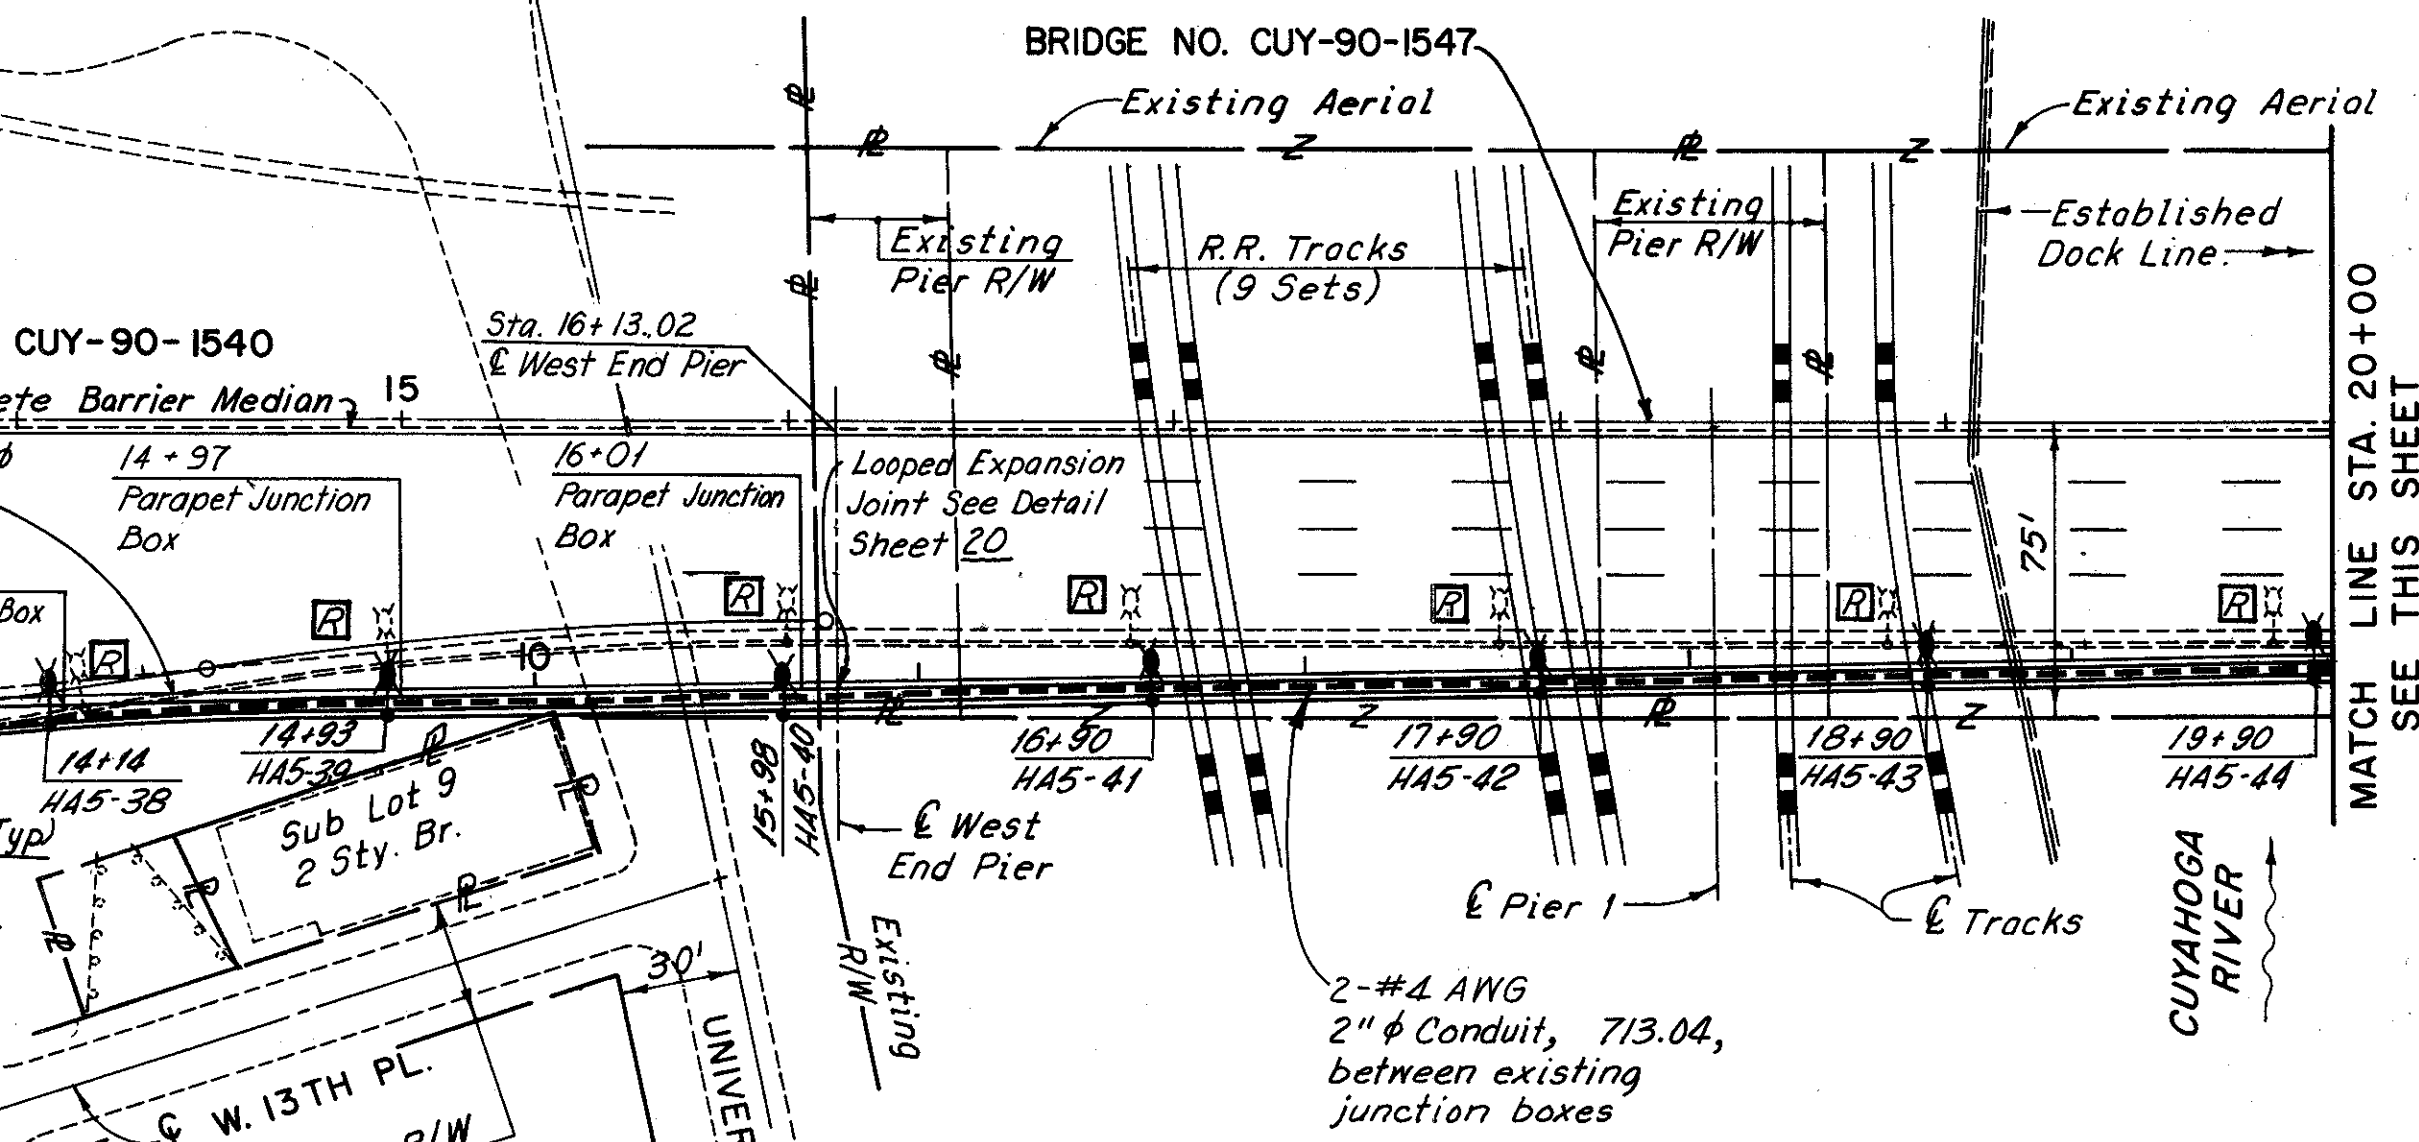 BRIDGE NO. CUY-90-1547
Existing Aerial
Existing Aerial
℄
Z
℄
Z
Existing
Pier R/W
R.R. Tracks
(9 Sets)
Existing
Pier R/W
Established
Dock Line
Sta. 16+13.02
℄ West End Pier
CUY-90-1540
Barrier Median
15
14+97
Parapet Junction
Box
16+01
Parapet Junction
Box
Looped Expansion
Joint See Detail
Sheet 20
75'
MATCH LINE STA. 20+00
SEE THIS SHEET
Box
R
R
R
R
R
R
R
10
Z
Z
Z
14+14
HA5-38
14+93
HA5-39
15+98
HA5-40
16+90
HA5-41
17+90
HA5-42
18+90
HA5-43
19+90
HA5-44
Sub Lot 9
2 Sty. Br.
℄ West
End Pier
℄ Pier 1
℄ Tracks
CUYAHOGA
RIVER
Existing
R/W
30'
2-#4 AWG
2" ϕ Conduit, 713.04,
between existing
junction boxes
℄ W. 13TH PL.
UNIVER
R/W